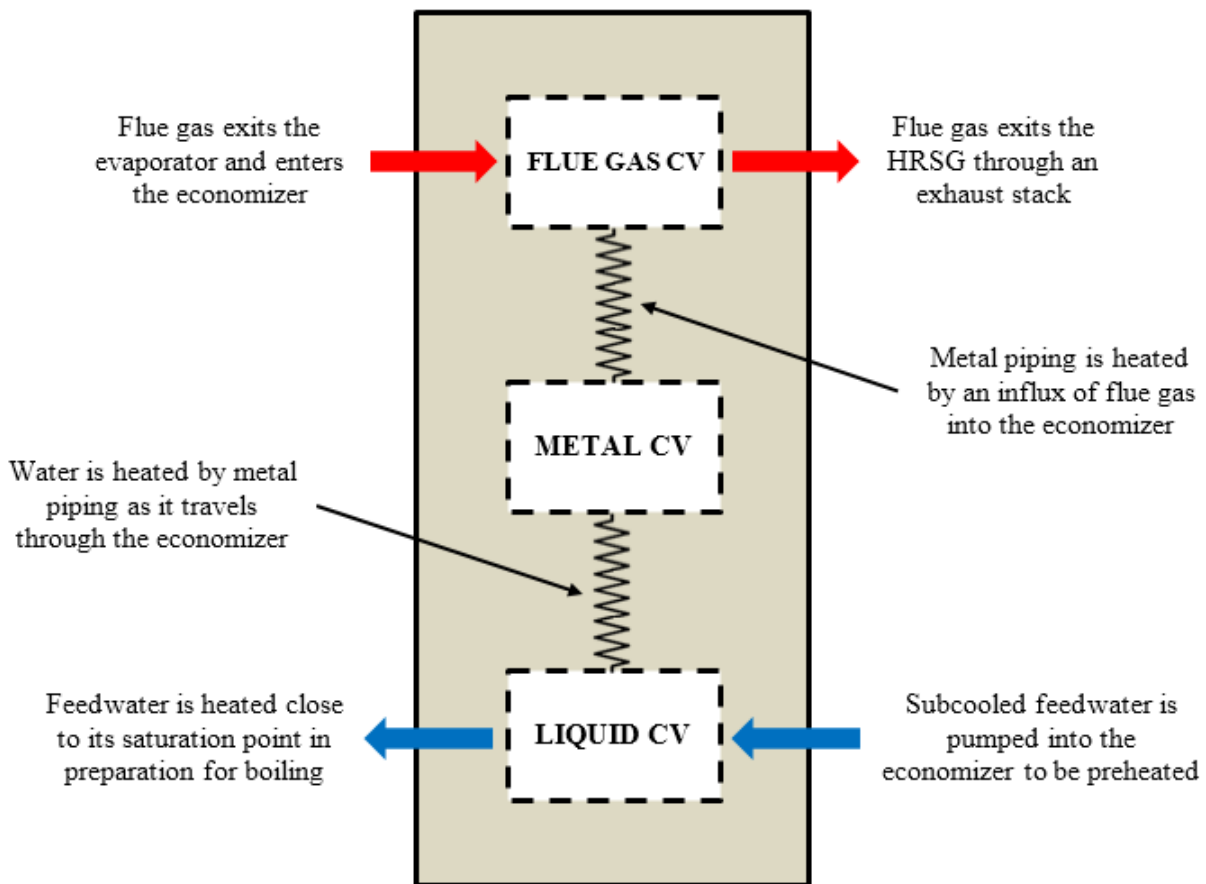 Flue gas exits the
evaporator and enters
the economizer
FLUE GAS CV
Flue gas exits the
HRSG through an
exhaust stack
Metal piping is heated
by an influx of flue gas
into the economizer
METAL CV
Water is heated by metal
piping as it travels
through the economizer
Feedwater is heated close
to its saturation point in
preparation for boiling
LIQUID CV
Subcooled feedwater is
pumped into the
economizer to be preheated